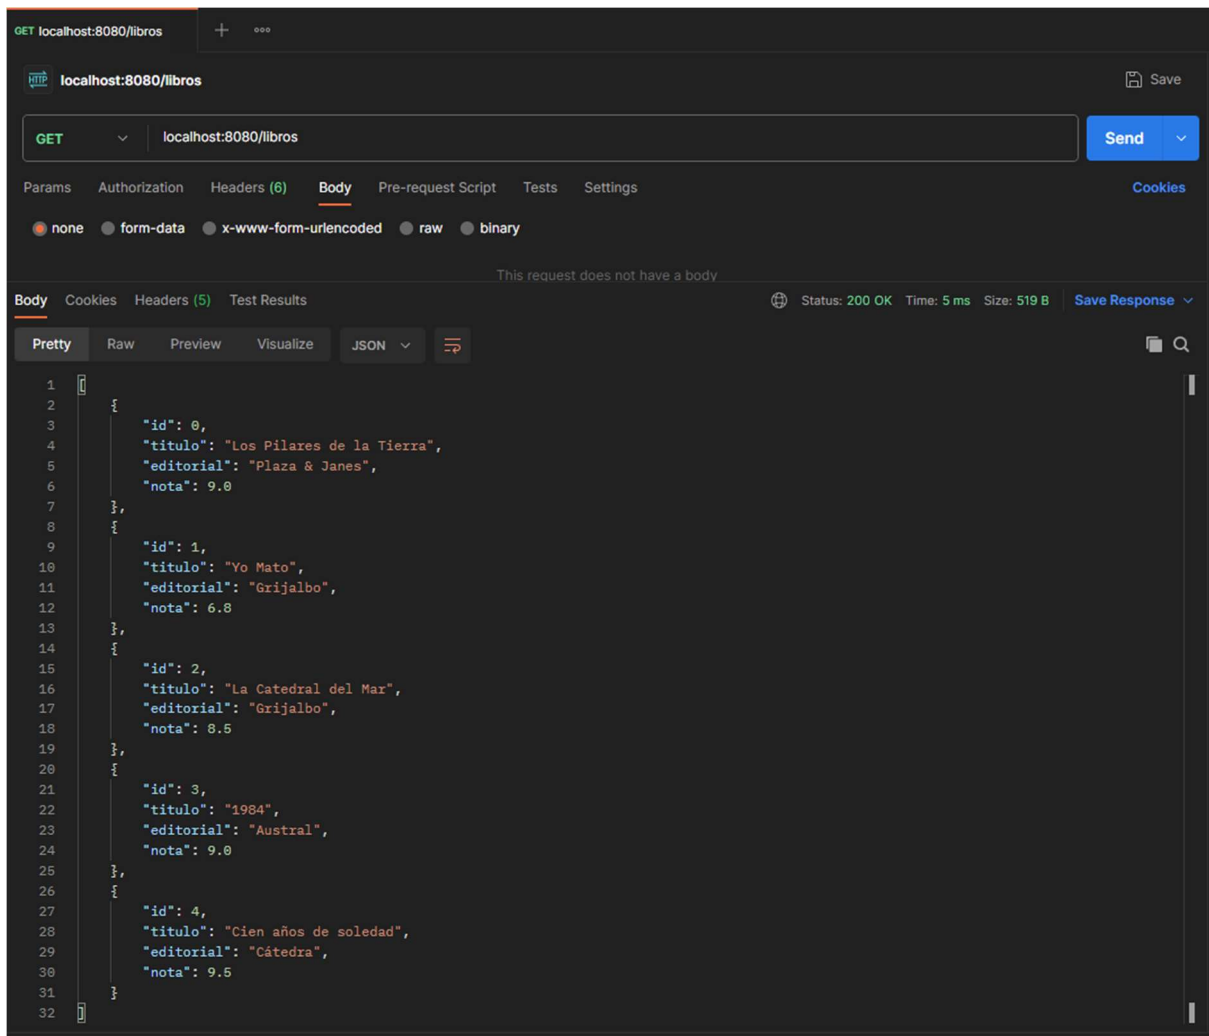 GET localhost:8080/libros
HTTP localhost:8080/libros Save
GET localhost:8080/libros Send
Params Authorization Headers (6) Body Pre-request Script Tests Settings Cookies
none form-data x-www-form-urlencoded raw binary
This request does not have a body
Body Cookies Headers (5) Test Results Status: 200 OK Time: 5 ms Size: 519 B Save Response
Pretty Raw Preview Visualize JSON
1 [
2 {
3 "id": 0,
4 "titulo": "Los Pilares de la Tierra",
5 "editorial": "Plaza & Janes",
6 "nota": 9.0
7 },
8 {
9 "id": 1,
10 "titulo": "Yo Mato",
11 "editorial": "Grijalbo",
12 "nota": 6.8
13 },
14 {
15 "id": 2,
16 "titulo": "La Catedral del Mar",
17 "editorial": "Grijalbo",
18 "nota": 8.5
19 },
20 {
21 "id": 3,
22 "titulo": "1984",
23 "editorial": "Austral",
24 "nota": 9.0
25 },
26 {
27 "id": 4,
28 "titulo": "Cien años de soledad",
29 "editorial": "Cátedra",
30 "nota": 9.5
31 }
32 ]